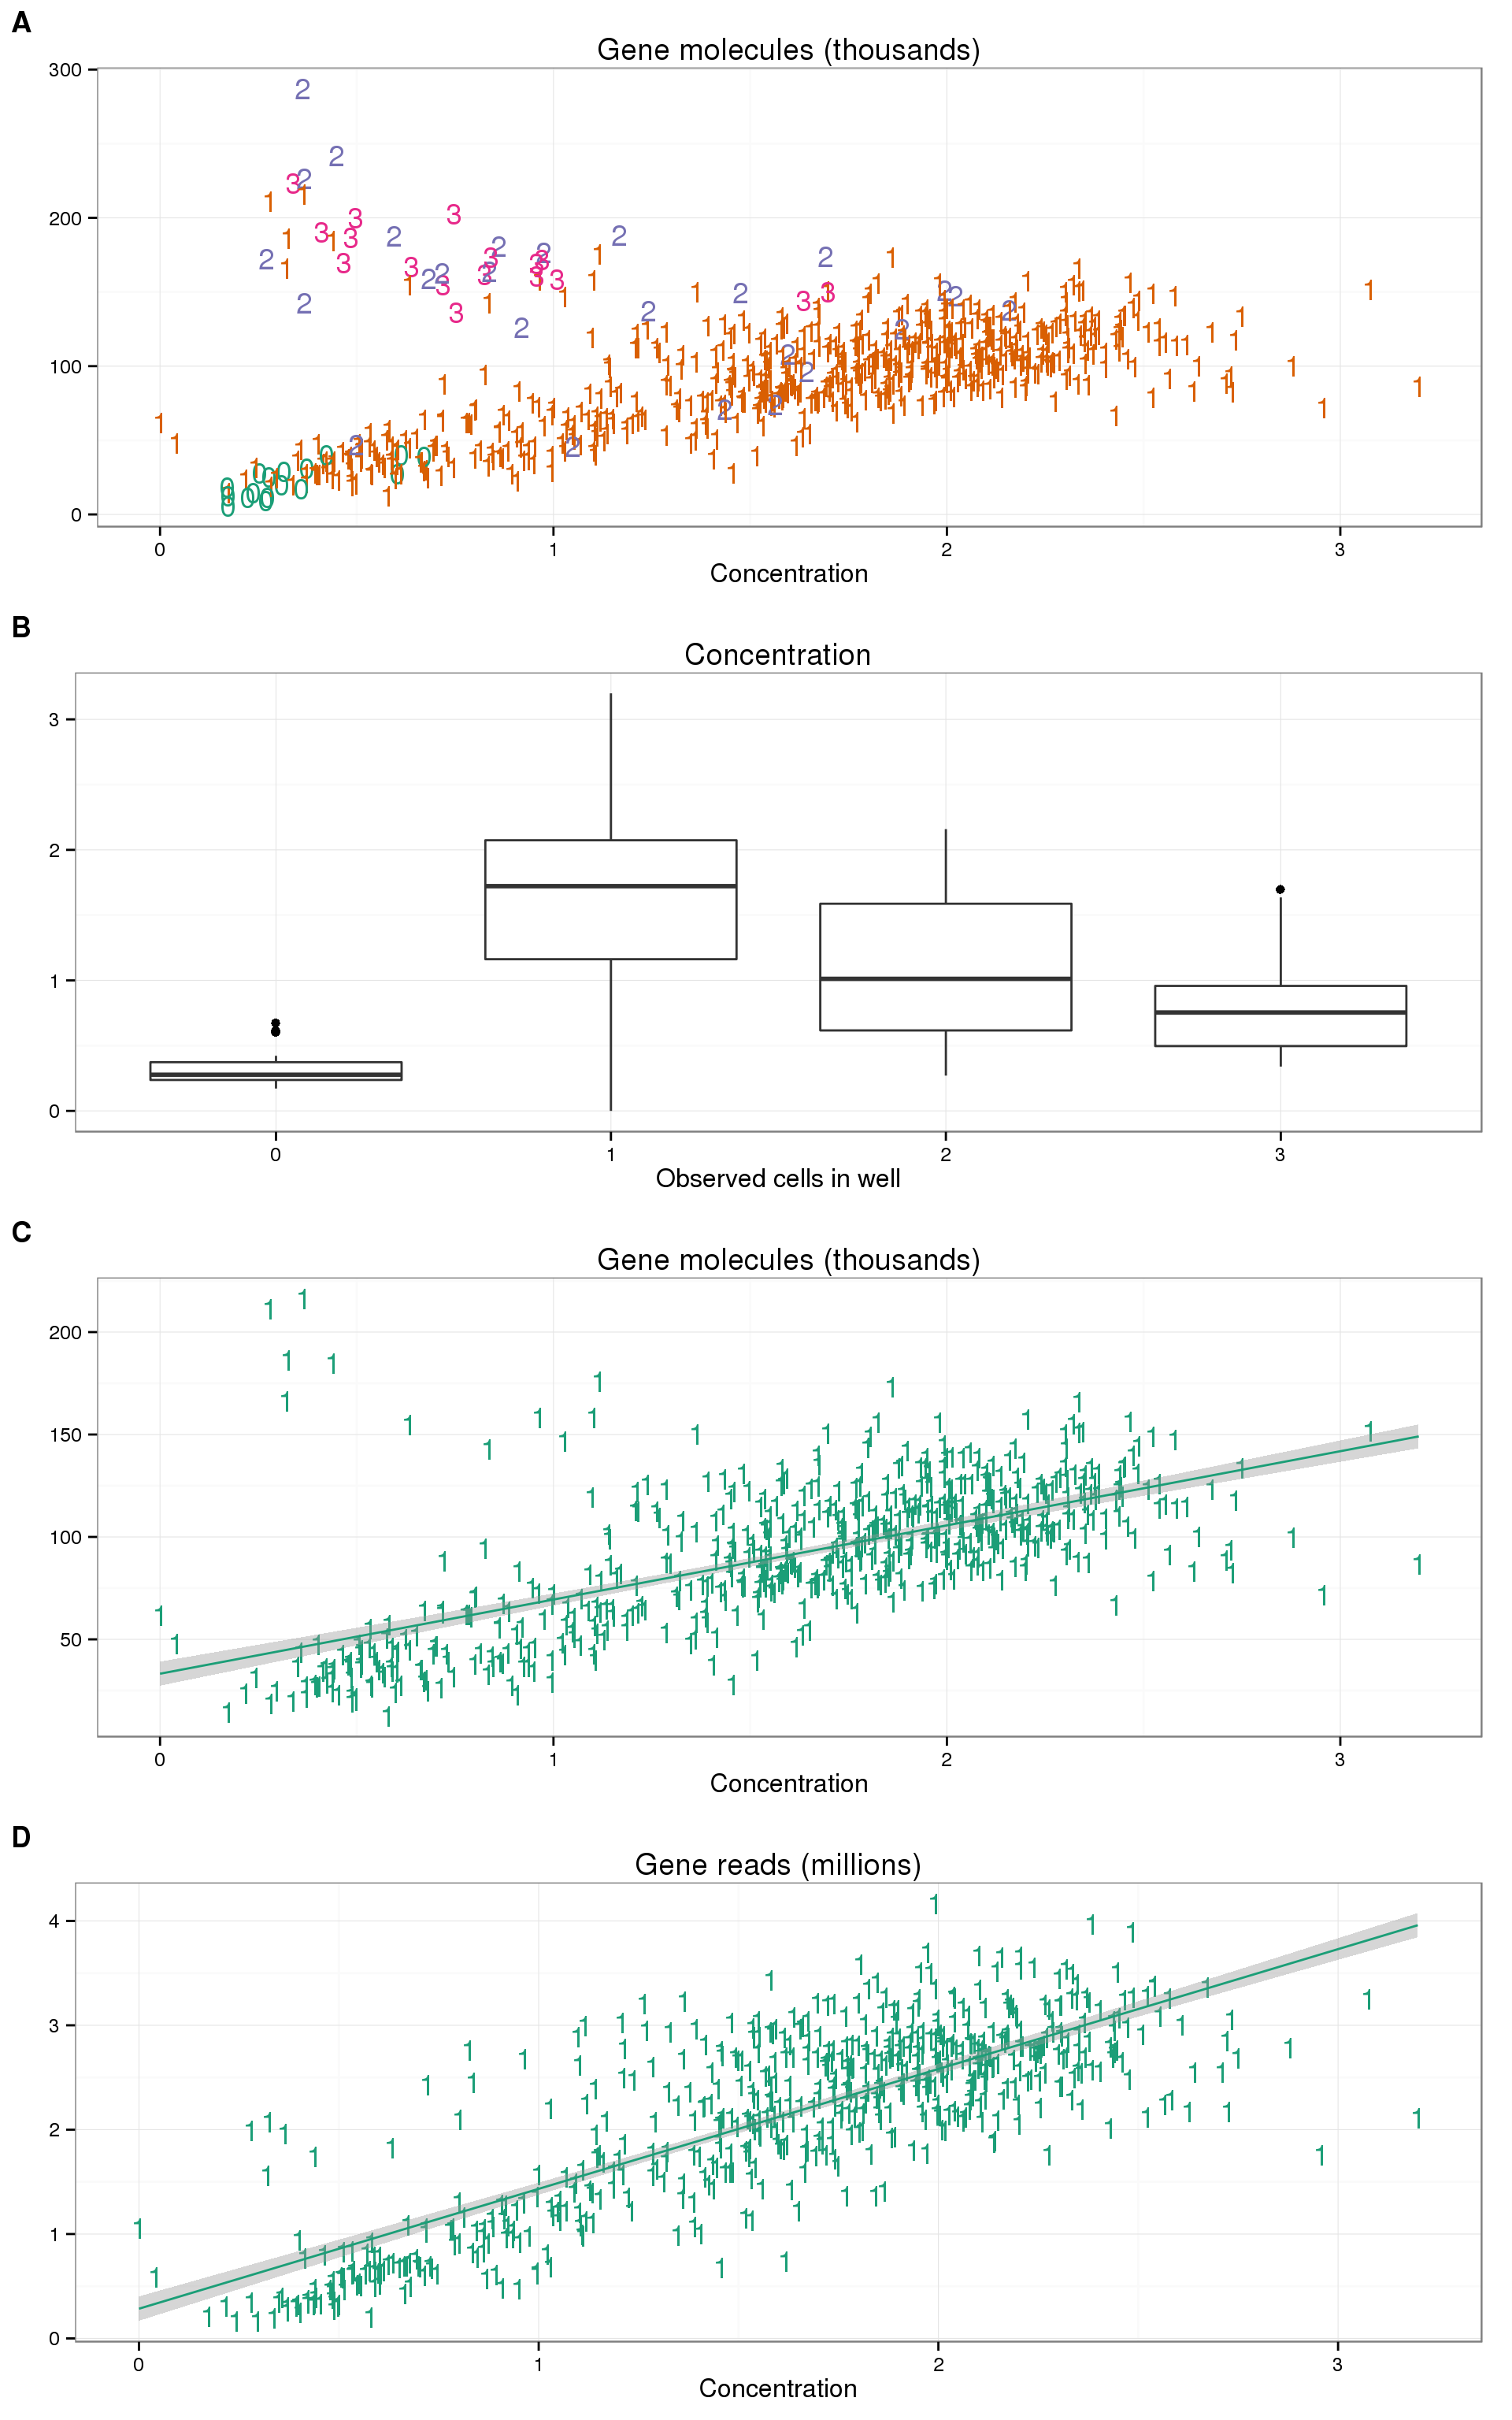 A
Gene molecules (thousands)
300
200
100
0
0 1 2 3
Concentration
B
Concentration
3
2
1
0
0 1 2 3
Observed cells in well
C
Gene molecules (thousands)
200
150
100
50
0 1 2 3
Concentration
D
Gene reads (millions)
4
3
2
1
0
0 1 2 3
Concentration